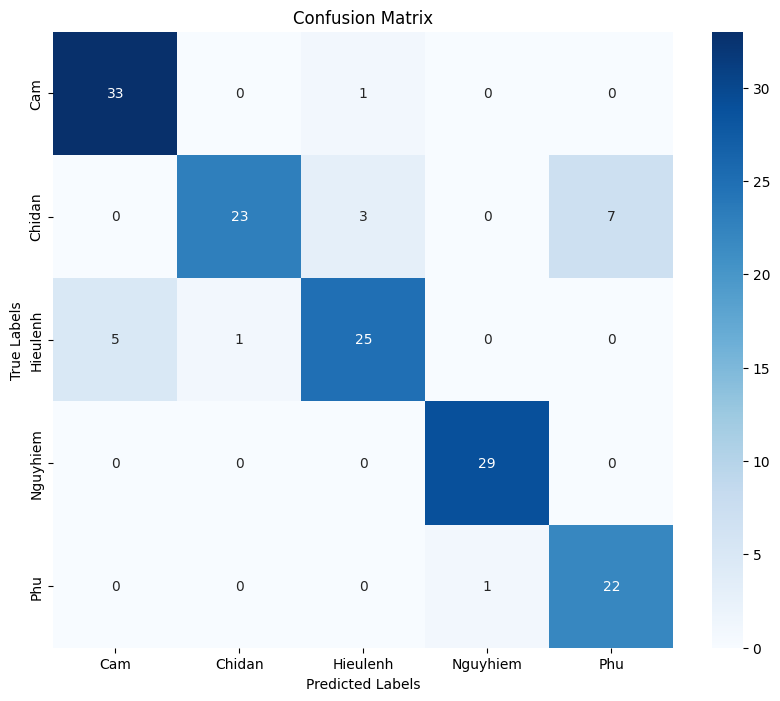 Confusion Matrix
True Labels
Cam 33 0 1 0 0
Chidan 0 23 3 0 7
Hieulenh 5 1 25 0 0
Nguyhiem 0 0 0 29 0
Phu 0 0 0 1 22
Cam Chidan Hieulenh Nguyhiem Phu
Predicted Labels
30
25
20
15
10
5
0